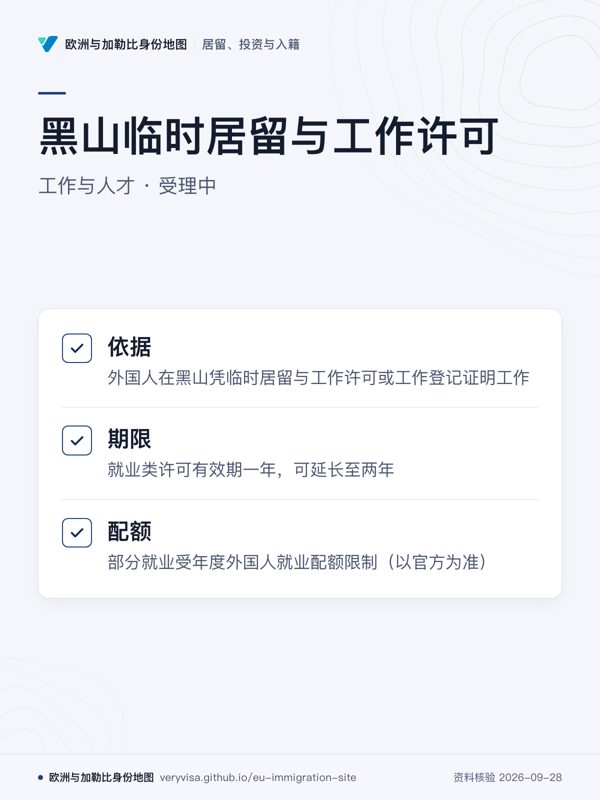 欧洲与加勒比身份地图 居留、投资与入籍
黑山临时居留与工作许可
工作与人才 · 受理中
依据
外国人在黑山凭临时居留与工作许可或工作登记证明工作
期限
就业类许可有效期一年，可延长至两年
配额
部分就业受年度外国人就业配额限制（以官方为准）
欧洲与加勒比身份地图 veryvisa.github.io/eu-immigration-site 资料核验 2026-09-28